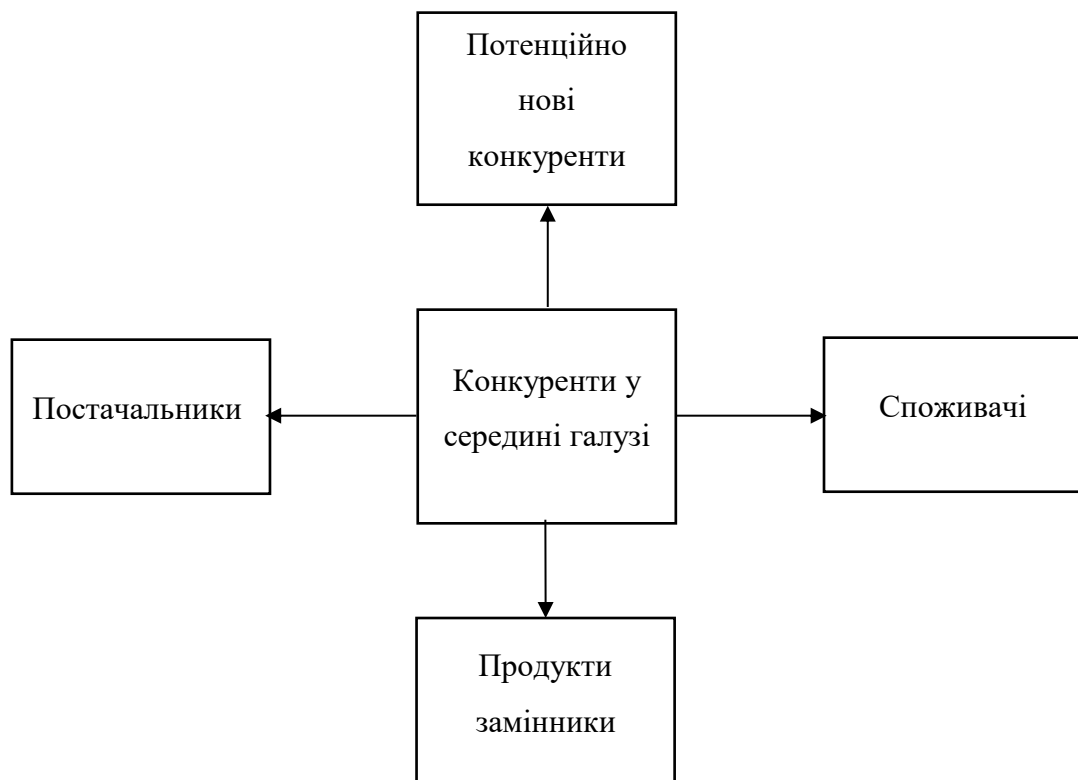 Потенційно
нові
конкуренти
Постачальники
Конкуренти у
середині галузі
Споживачі
Продукти
замінники